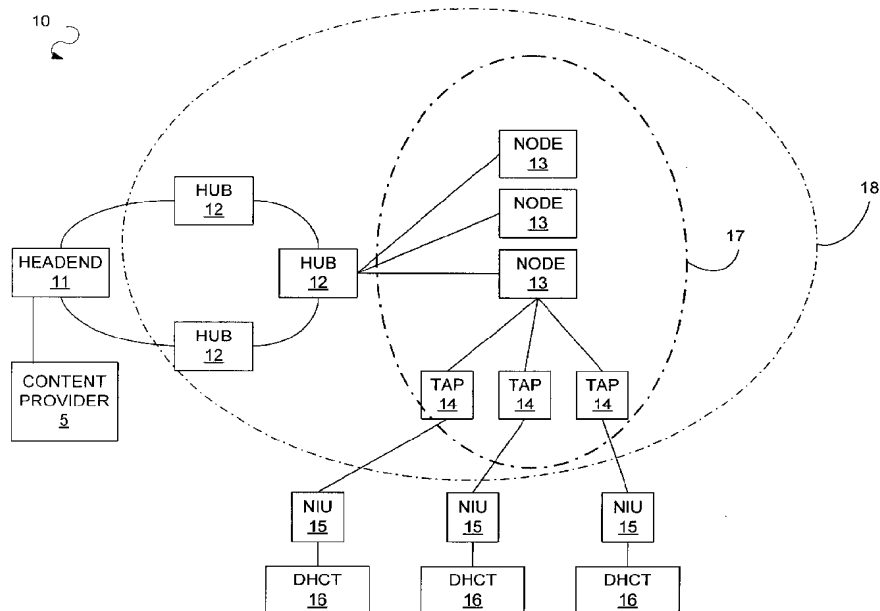 10
NODE
13
HUB
12
NODE
13
18
17
HEADEND
11
HUB
12
NODE
13
HUB
12
CONTENT
PROVIDER
5
TAP
14
TAP
14
TAP
14
NIU
15
NIU
15
NIU
15
DHCT
16
DHCT
16
DHCT
16